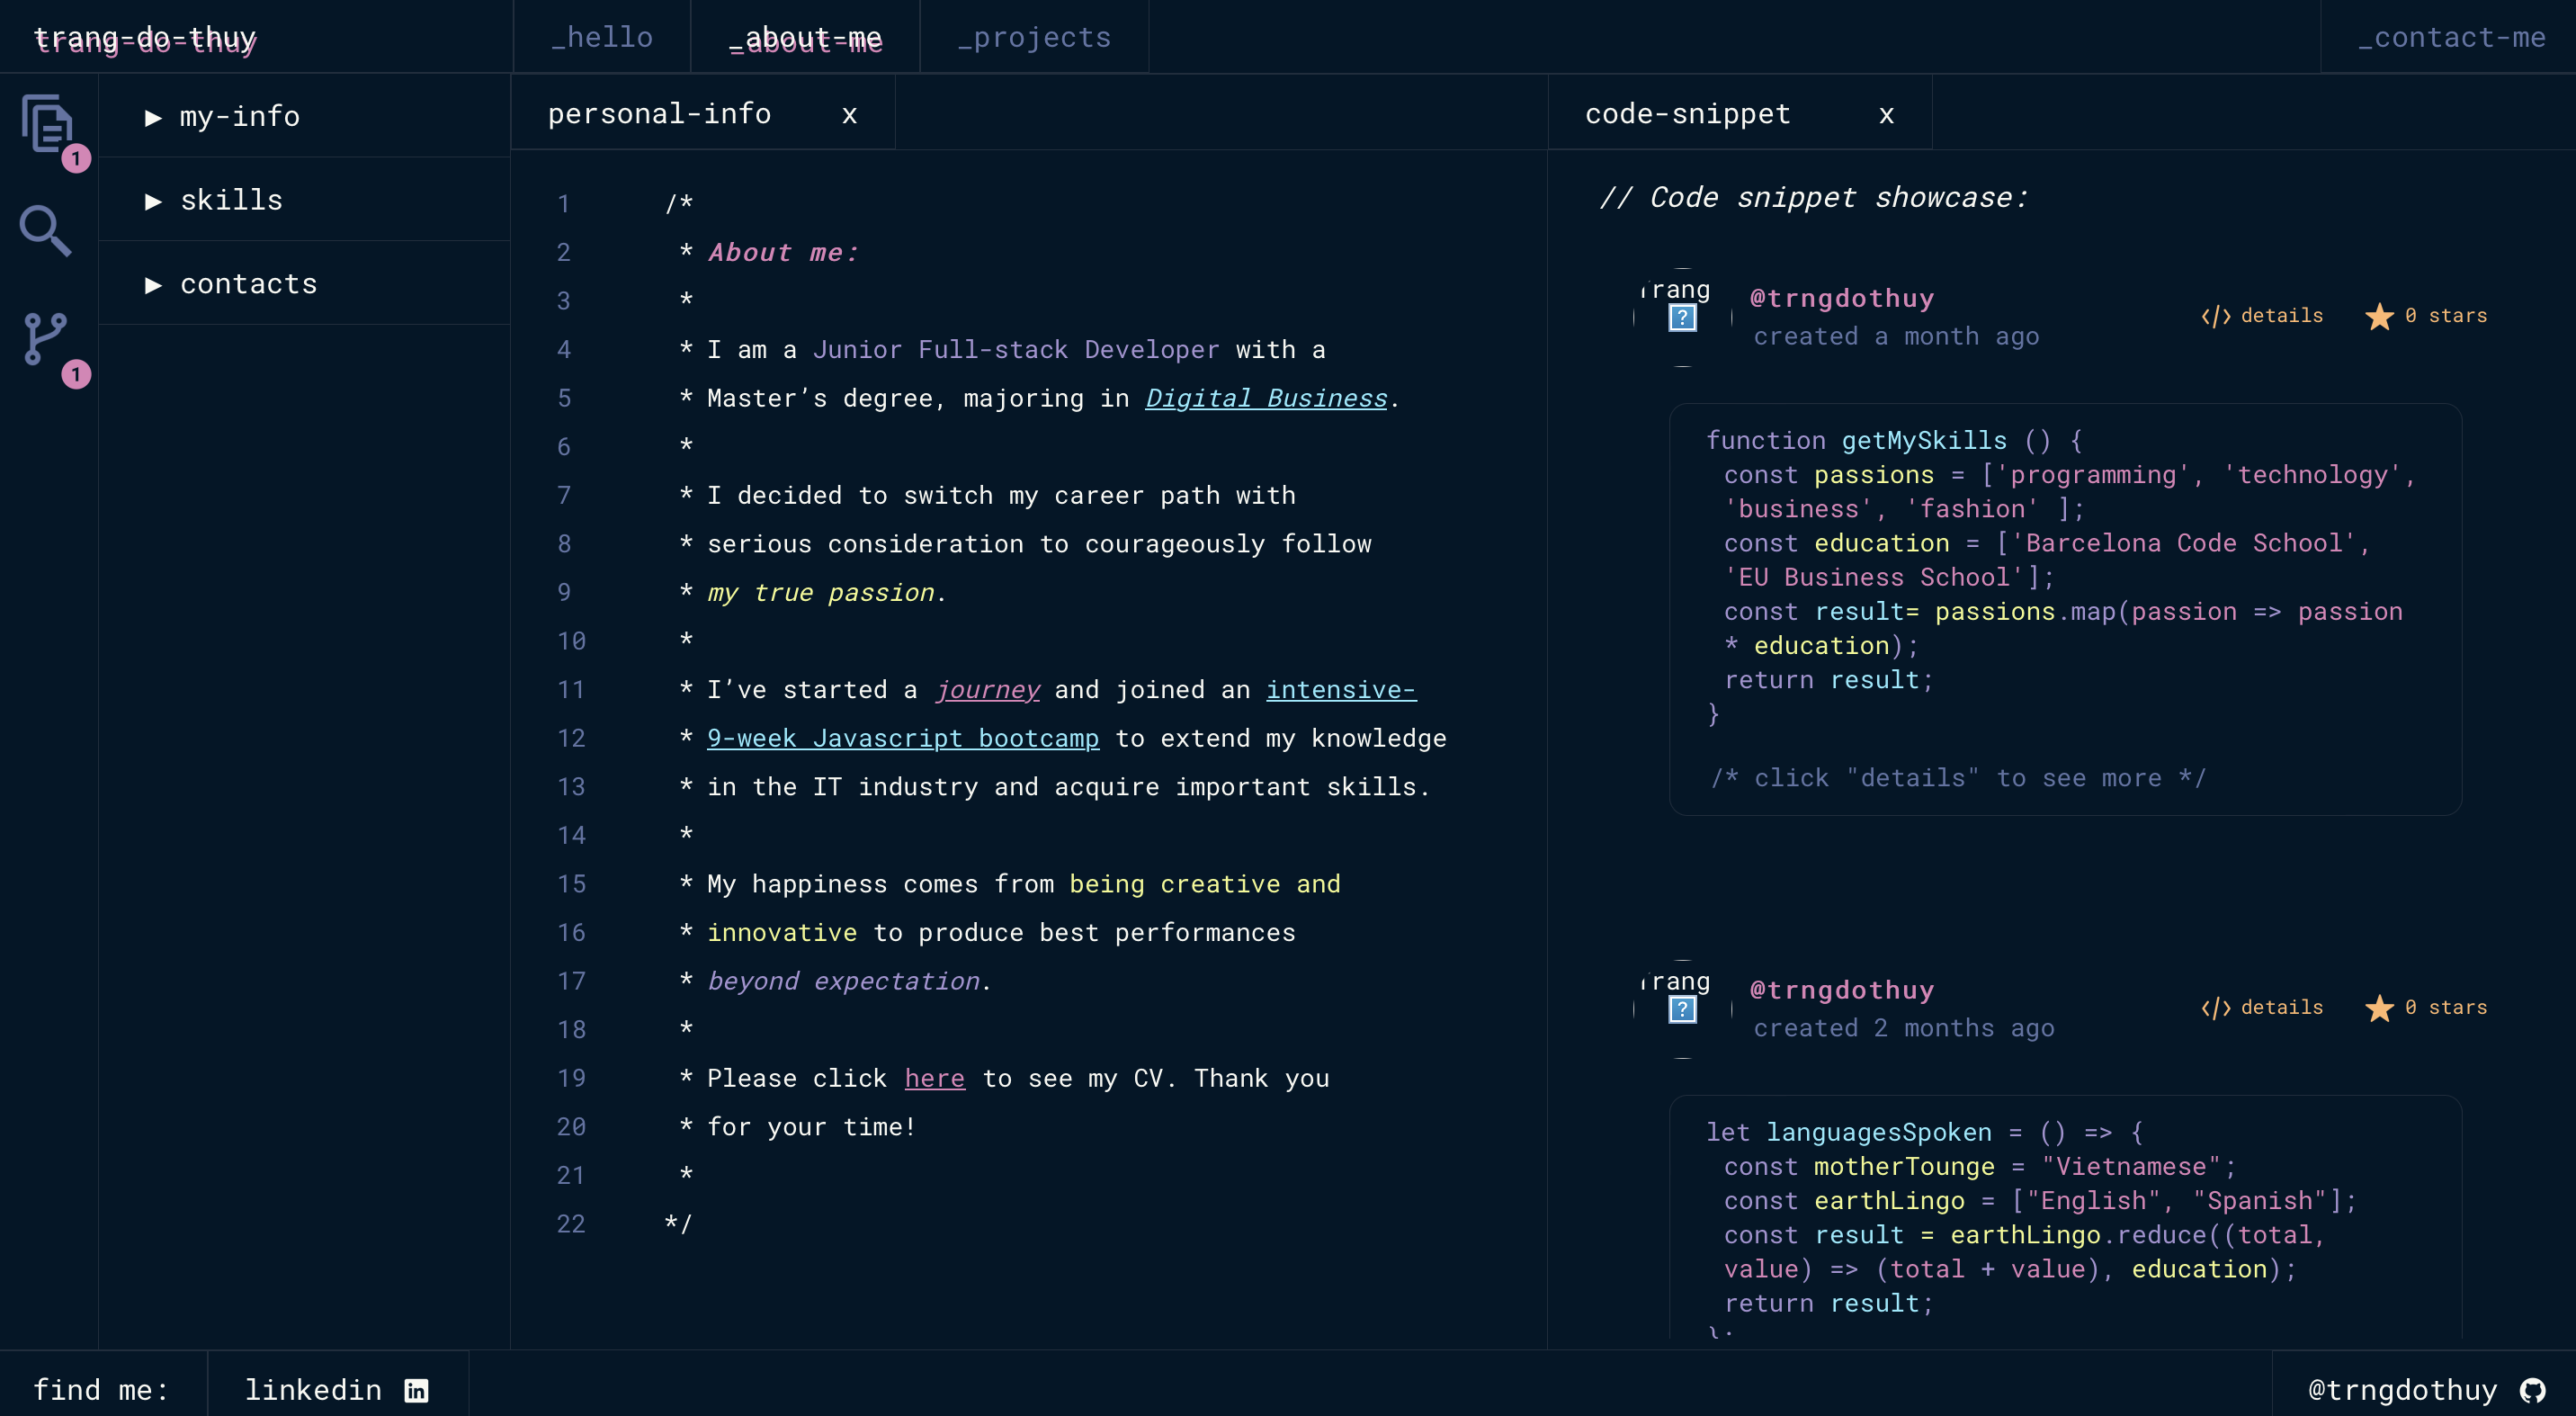 trang-do-thuy
_hello
_about-me
_projects
_contact-me
1
1
▶ my-info
▶ skills
▶ contacts
personal-info x
1 /*
2 * About me:
3 *
4 * I am a Junior Full-stack Developer with a
5 * Master’s degree, majoring in Digital Business.
6 *
7 * I decided to switch my career path with
8 * serious consideration to courageously follow
9 * my true passion.
10 *
11 * I’ve started a journey and joined an intensive-
12 * 9-week Javascript bootcamp to extend my knowledge
13 * in the IT industry and acquire important skills.
14 *
15 * My happiness comes from being creative and
16 * innovative to produce best performances
17 * beyond expectation.
18 *
19 * Please click here to see my CV. Thank you
20 * for your time!
21 *
22 */
code-snippet x
// Code snippet showcase:
Trang
@trngdothuy
created a month ago
</> details
0 stars
function getMySkills () {
const passions = ['programming', 'technology',
'business', 'fashion' ];
const education = ['Barcelona Code School',
'EU Business School'];
const result= passions.map(passion => passion
* education);
return result;
}
/* click "details" to see more */
Trang
@trngdothuy
created 2 months ago
</> details
0 stars
let languagesSpoken = () => {
const motherTounge = "Vietnamese";
const earthLingo = ["English", "Spanish"];
const result = earthLingo.reduce((total,
value) => (total + value), education);
return result;
};
find me:
linkedin in
@trngdothuy